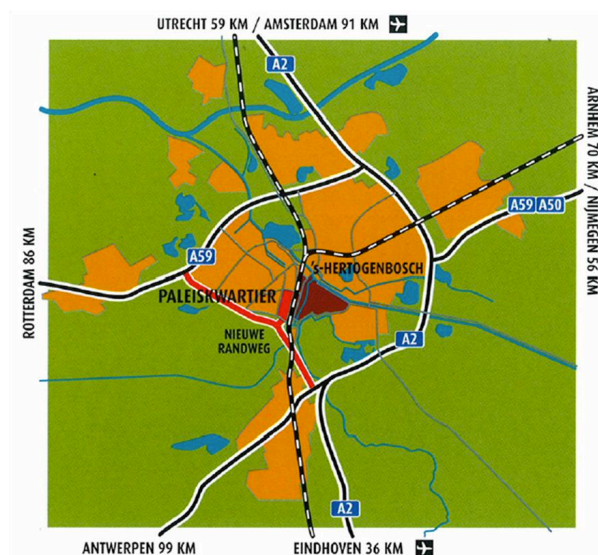 UTRECHT 59 KM / AMSTERDAM 91 KM
A2
ARNHEM 70 KM / NIJMEGEN 56 KM
A59 A50
A59
's-HERTOGENBOSCH
ROTTERDAM 86 KM
PALEISKWARTIER
NIEUWE
RANDWEG
A2
A2
ANTWERPEN 99 KM
EINDHOVEN 36 KM